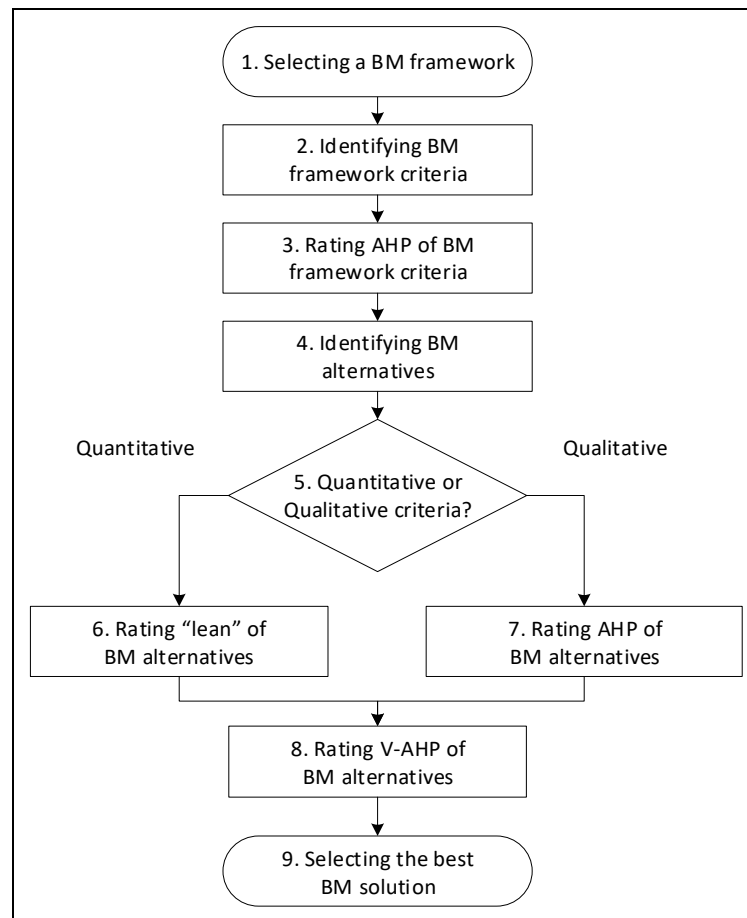 1. Selecting a BM framework
2. Identifying BM
framework criteria
3. Rating AHP of BM
framework criteria
4. Identifying BM
alternatives
Quantitative
Qualitative
5. Quantitative or
Qualitative criteria?
6. Rating “lean” of
BM alternatives
7. Rating AHP of
BM alternatives
8. Rating V-AHP of
BM alternatives
9. Selecting the best
BM solution